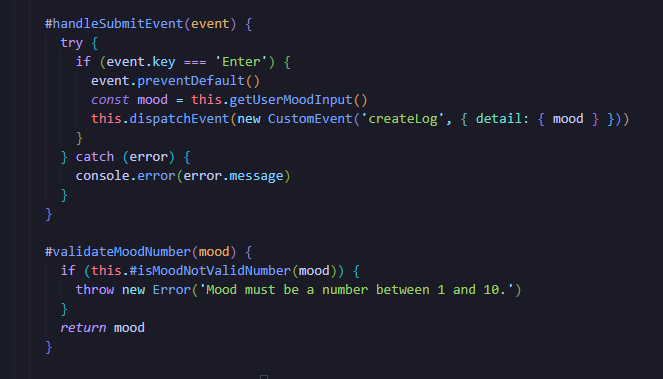 #handleSubmitEvent(event) {
try {
if (event.key === 'Enter') {
event.preventDefault()
const mood = this.getUserMoodInput()
this.dispatchEvent(new CustomEvent('createLog', { detail: { mood } }))
}
} catch (error) {
console.error(error.message)
}
}
#validateMoodNumber(mood) {
if (this.#isMoodNotValidNumber(mood)) {
throw new Error('Mood must be a number between 1 and 10.')
}
return mood
}